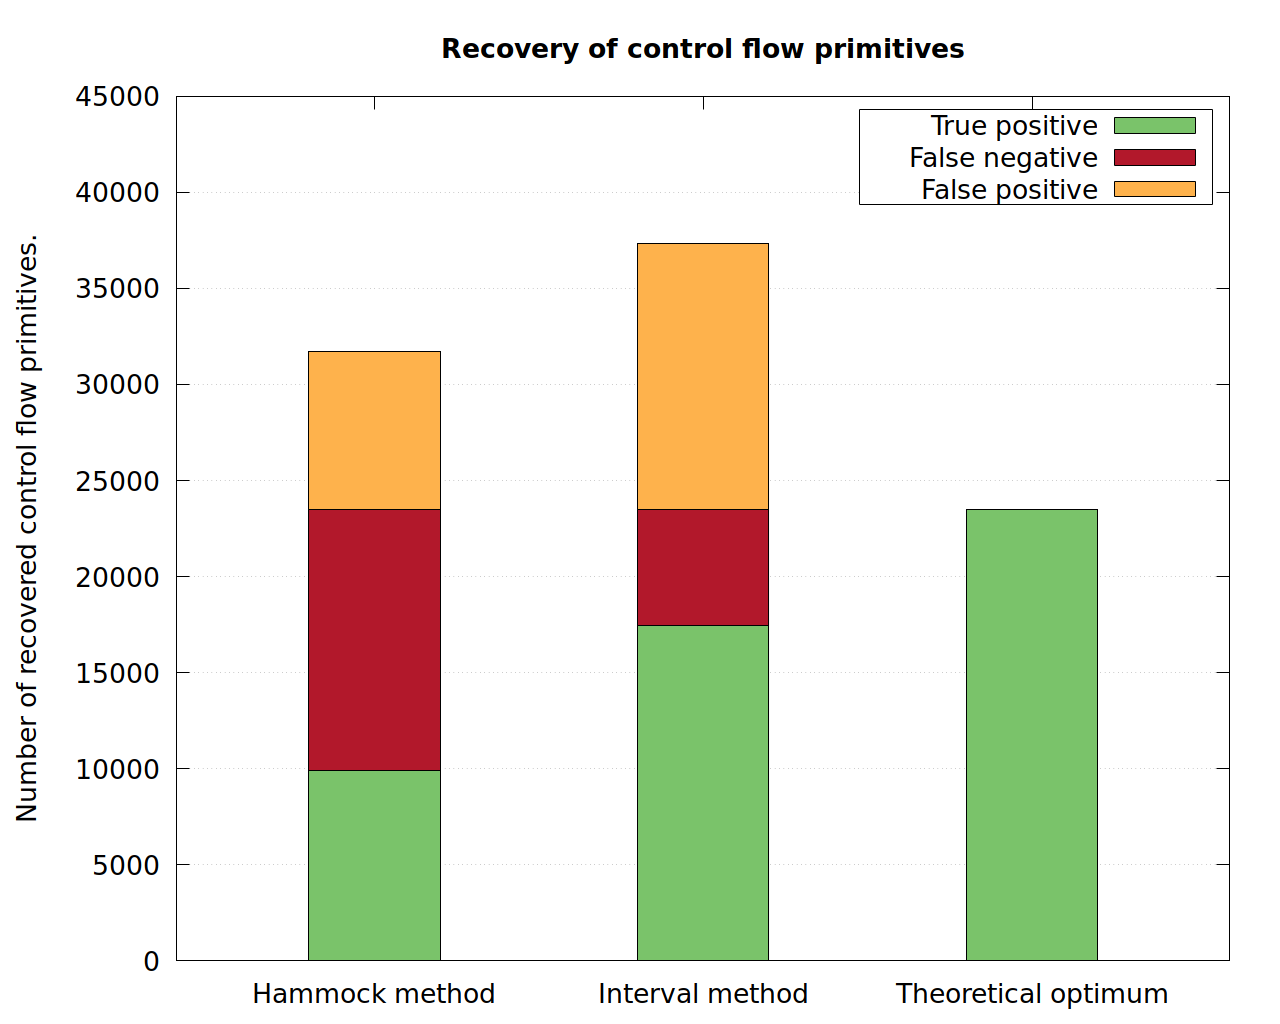 Recovery of control flow primitives
Number of recovered control flow primitives.
45000
40000
35000
30000
25000
20000
15000
10000
5000
0
True positive
False negative
False positive
Hammock method
Interval method
Theoretical optimum